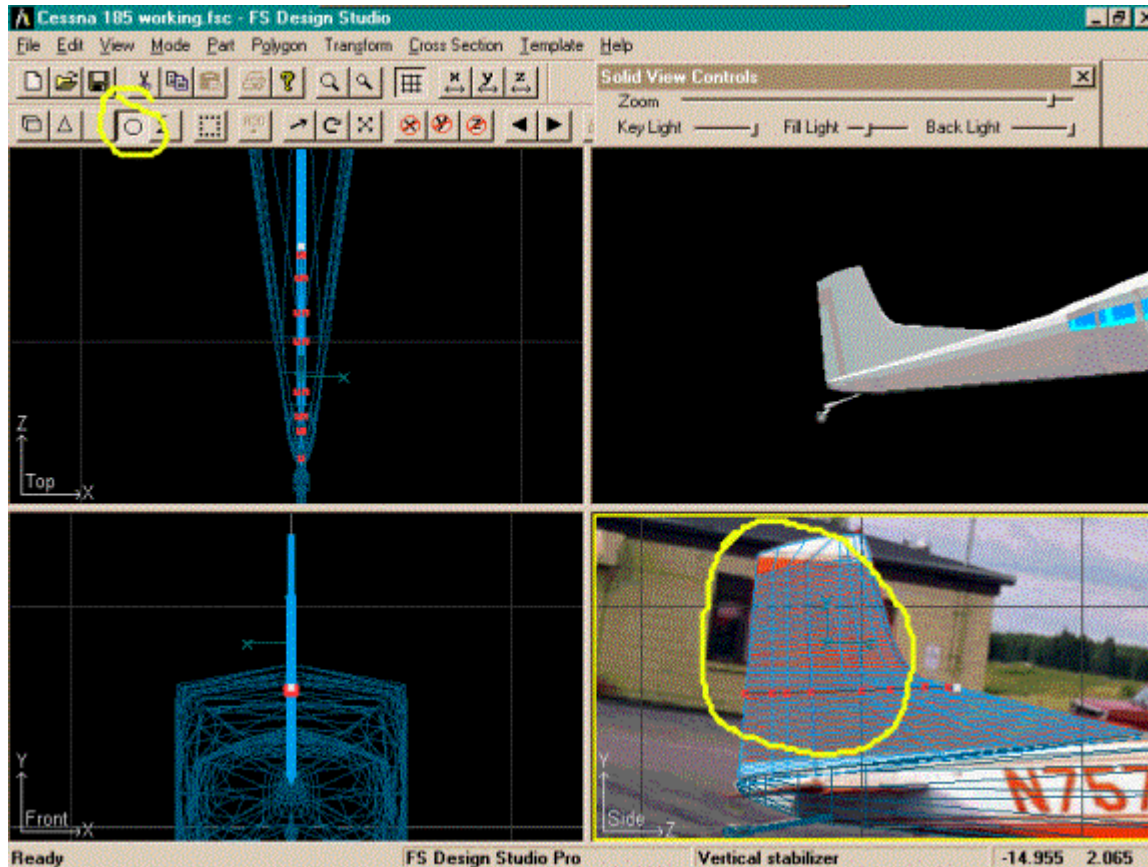 Cessna 185 working.fsc - FS Design Studio
File Edit View Mode Part Polygon Transform Cross Section Template Help
Solid View Controls
Zoom
Key Light Fill Light Back Light
x y z
Z
Top X
Y
Front X
N757
Y
Side Z
Ready FS Design Studio Pro Vertical stabilizer -14.955 2.065